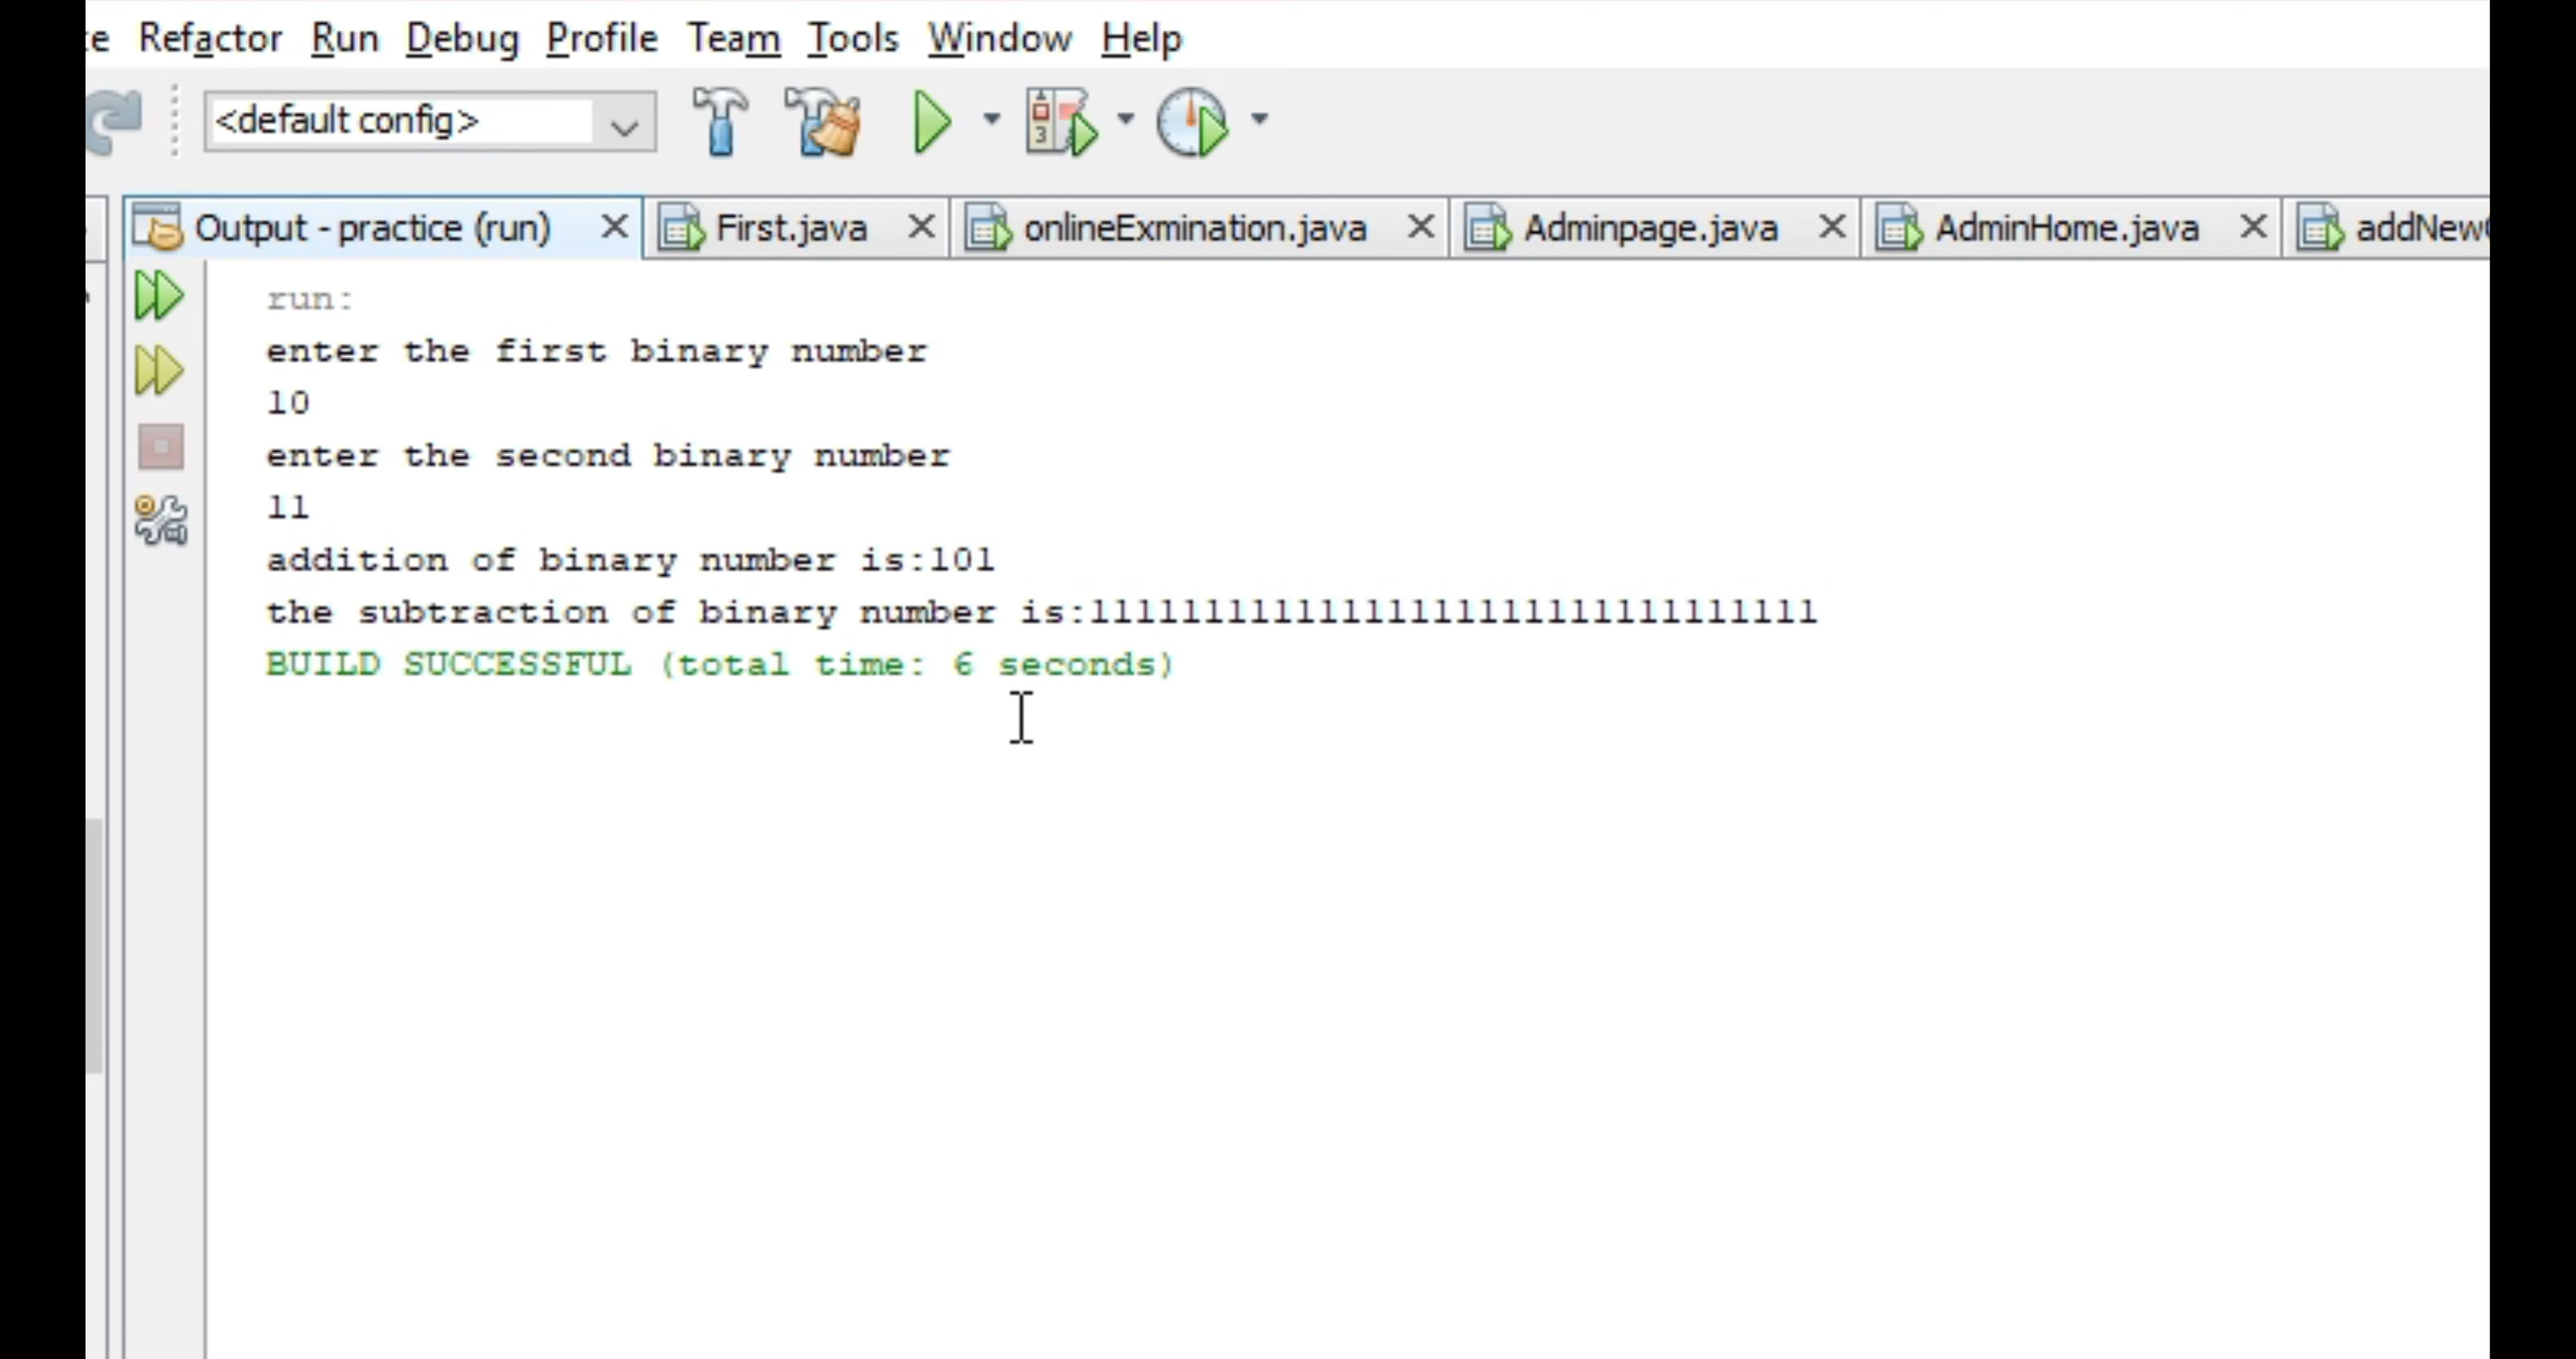 Refactor Run Debug Profile Team Tools Window Help
<default config>
Output - practice (run) First.java onlineExmination.java Adminpage.java AdminHome.java
run:
enter the first binary number
10
enter the second binary number
11
addition of binary number is:101
the subtraction of binary number is:11111111111111111111111111111111
BUILD SUCCESSFUL (total time: 6 seconds)